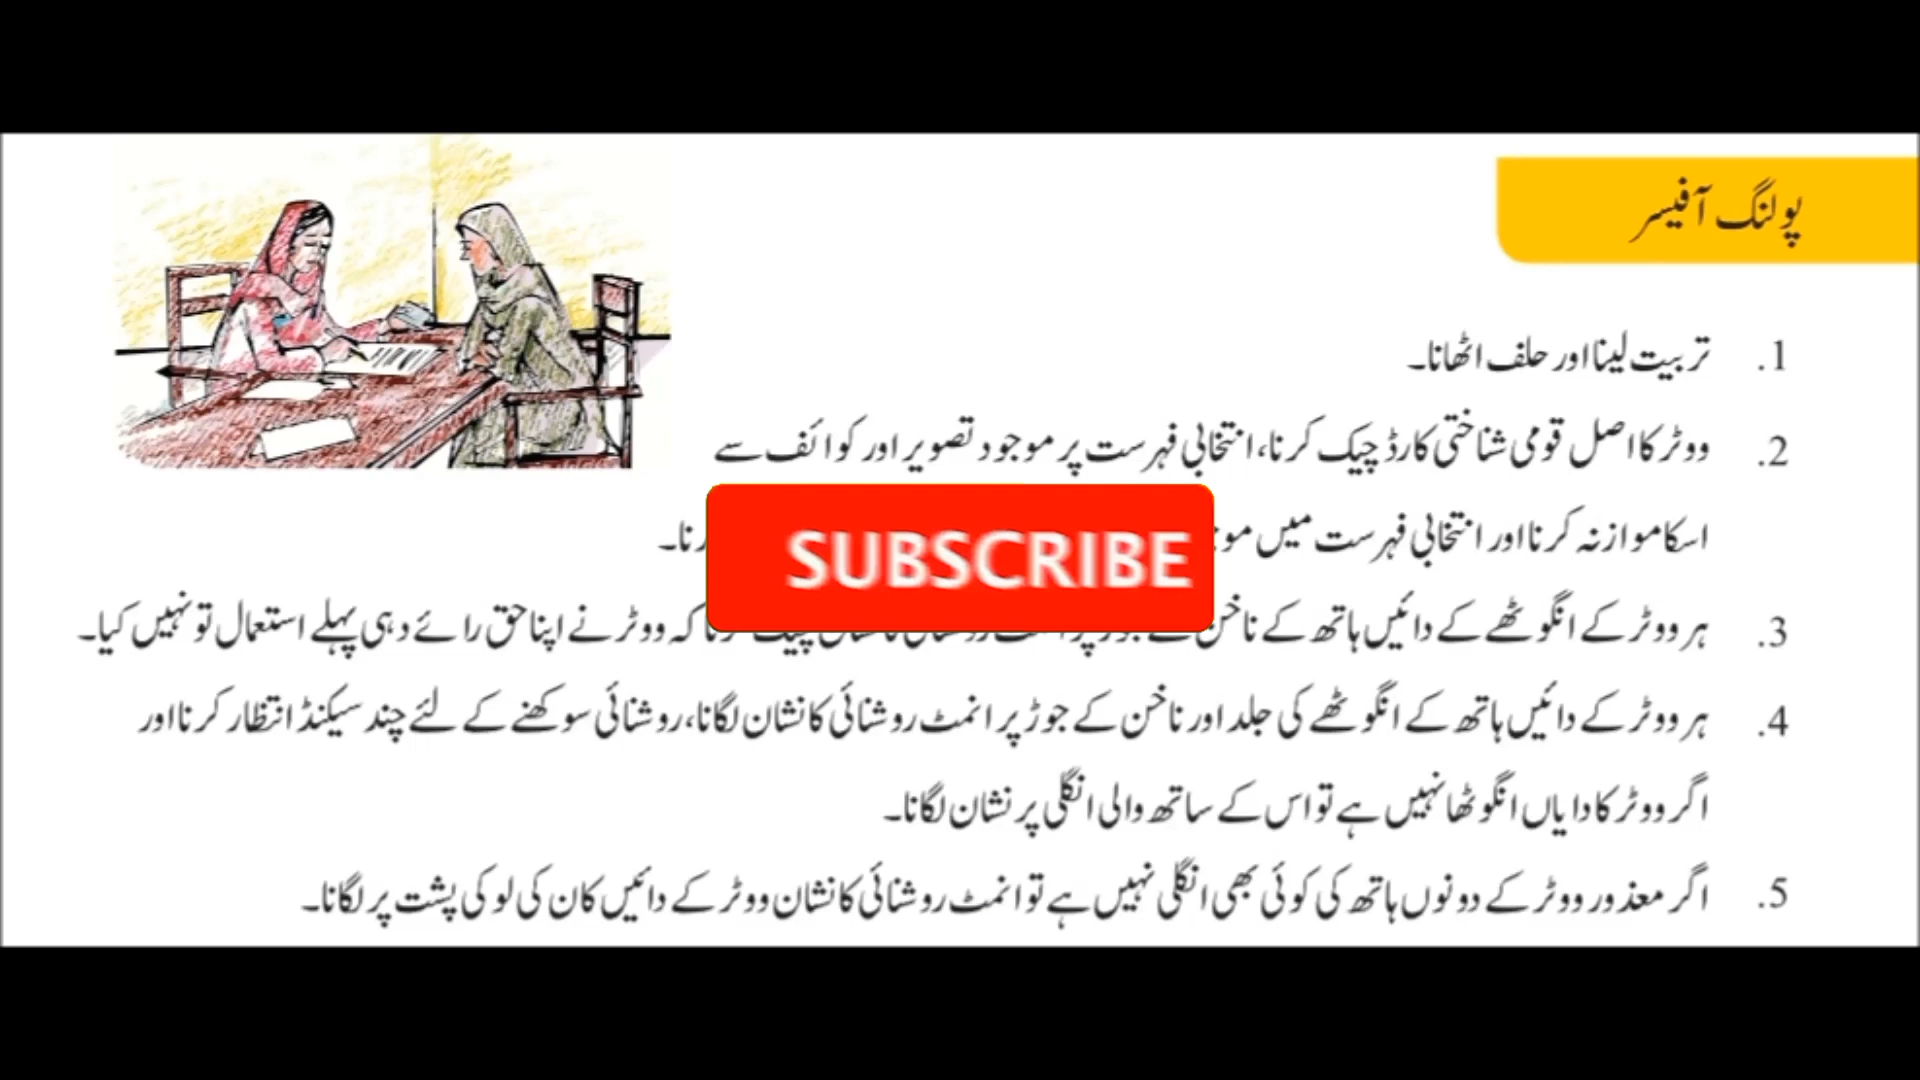 پولنگ آفیسر
1. تربیت لینا اور حلف اٹھانا۔
2. ووٹر کا اصل قومی شناختی کارڈ چیک کرنا، انتخابی فہرست پر موجود تصویر اور کوائف سے
اسکا موازنہ کرنا اور انتخابی فہرست میں
SUBSCRIBE
3. ہر ووٹر کے انگوٹھے کے دائیں ہاتھ کے ناخن کہ ووٹر نے اپنا حق رائے دہی پہلے استعمال تو نہیں کیا۔
4. ہر ووٹر کے دائیں ہاتھ کے انگوٹھے کی جلد اور ناخن کے جوڑ پر انمٹ روشنائی کا نشان لگانا، روشنائی سوکھنے کے لئے چند سیکنڈ انتظار کرنا اور
اگر ووٹر کا دایاں انگوٹھا نہیں ہے تو اس کے ساتھ والی انگلی پر نشان لگانا۔
5. اگر معذور ووٹر کے دونوں ہاتھ کی کوئی بھی انگلی نہیں ہے تو انمٹ روشنائی کا نشان ووٹر کے دائیں کان کی لو کی پشت پر لگانا۔